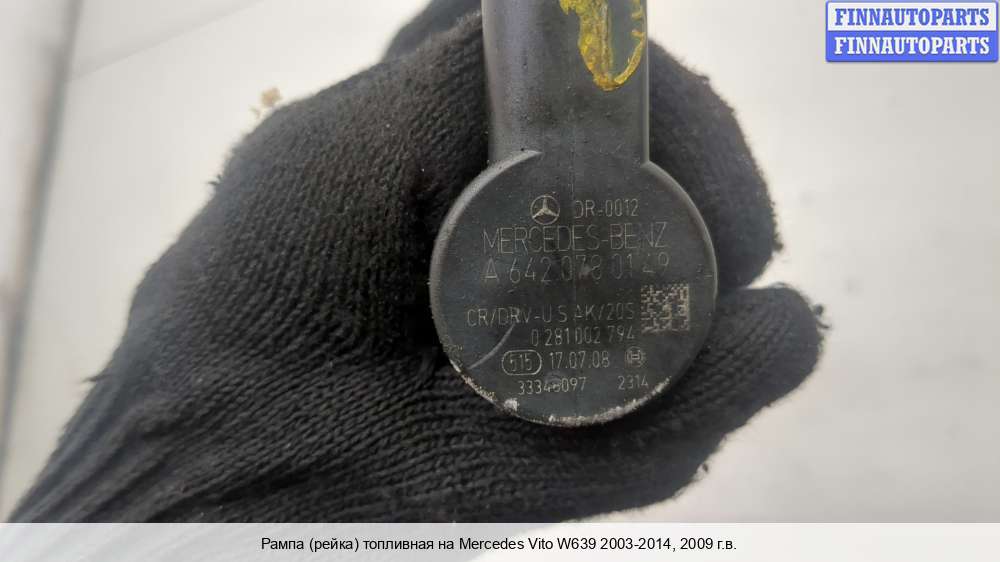 FINNAUTOPARTS
FINNAUTOPARTS
DR-0012
MERCEDES-BENZ
A 642 078 01 49
CR/DRV-U S AK/20S
0 281 002 794
515 17.07.08
33348097 2314
Рампа (рейка) топливная на Mercedes Vito W639 2003-2014, 2009 г.в.